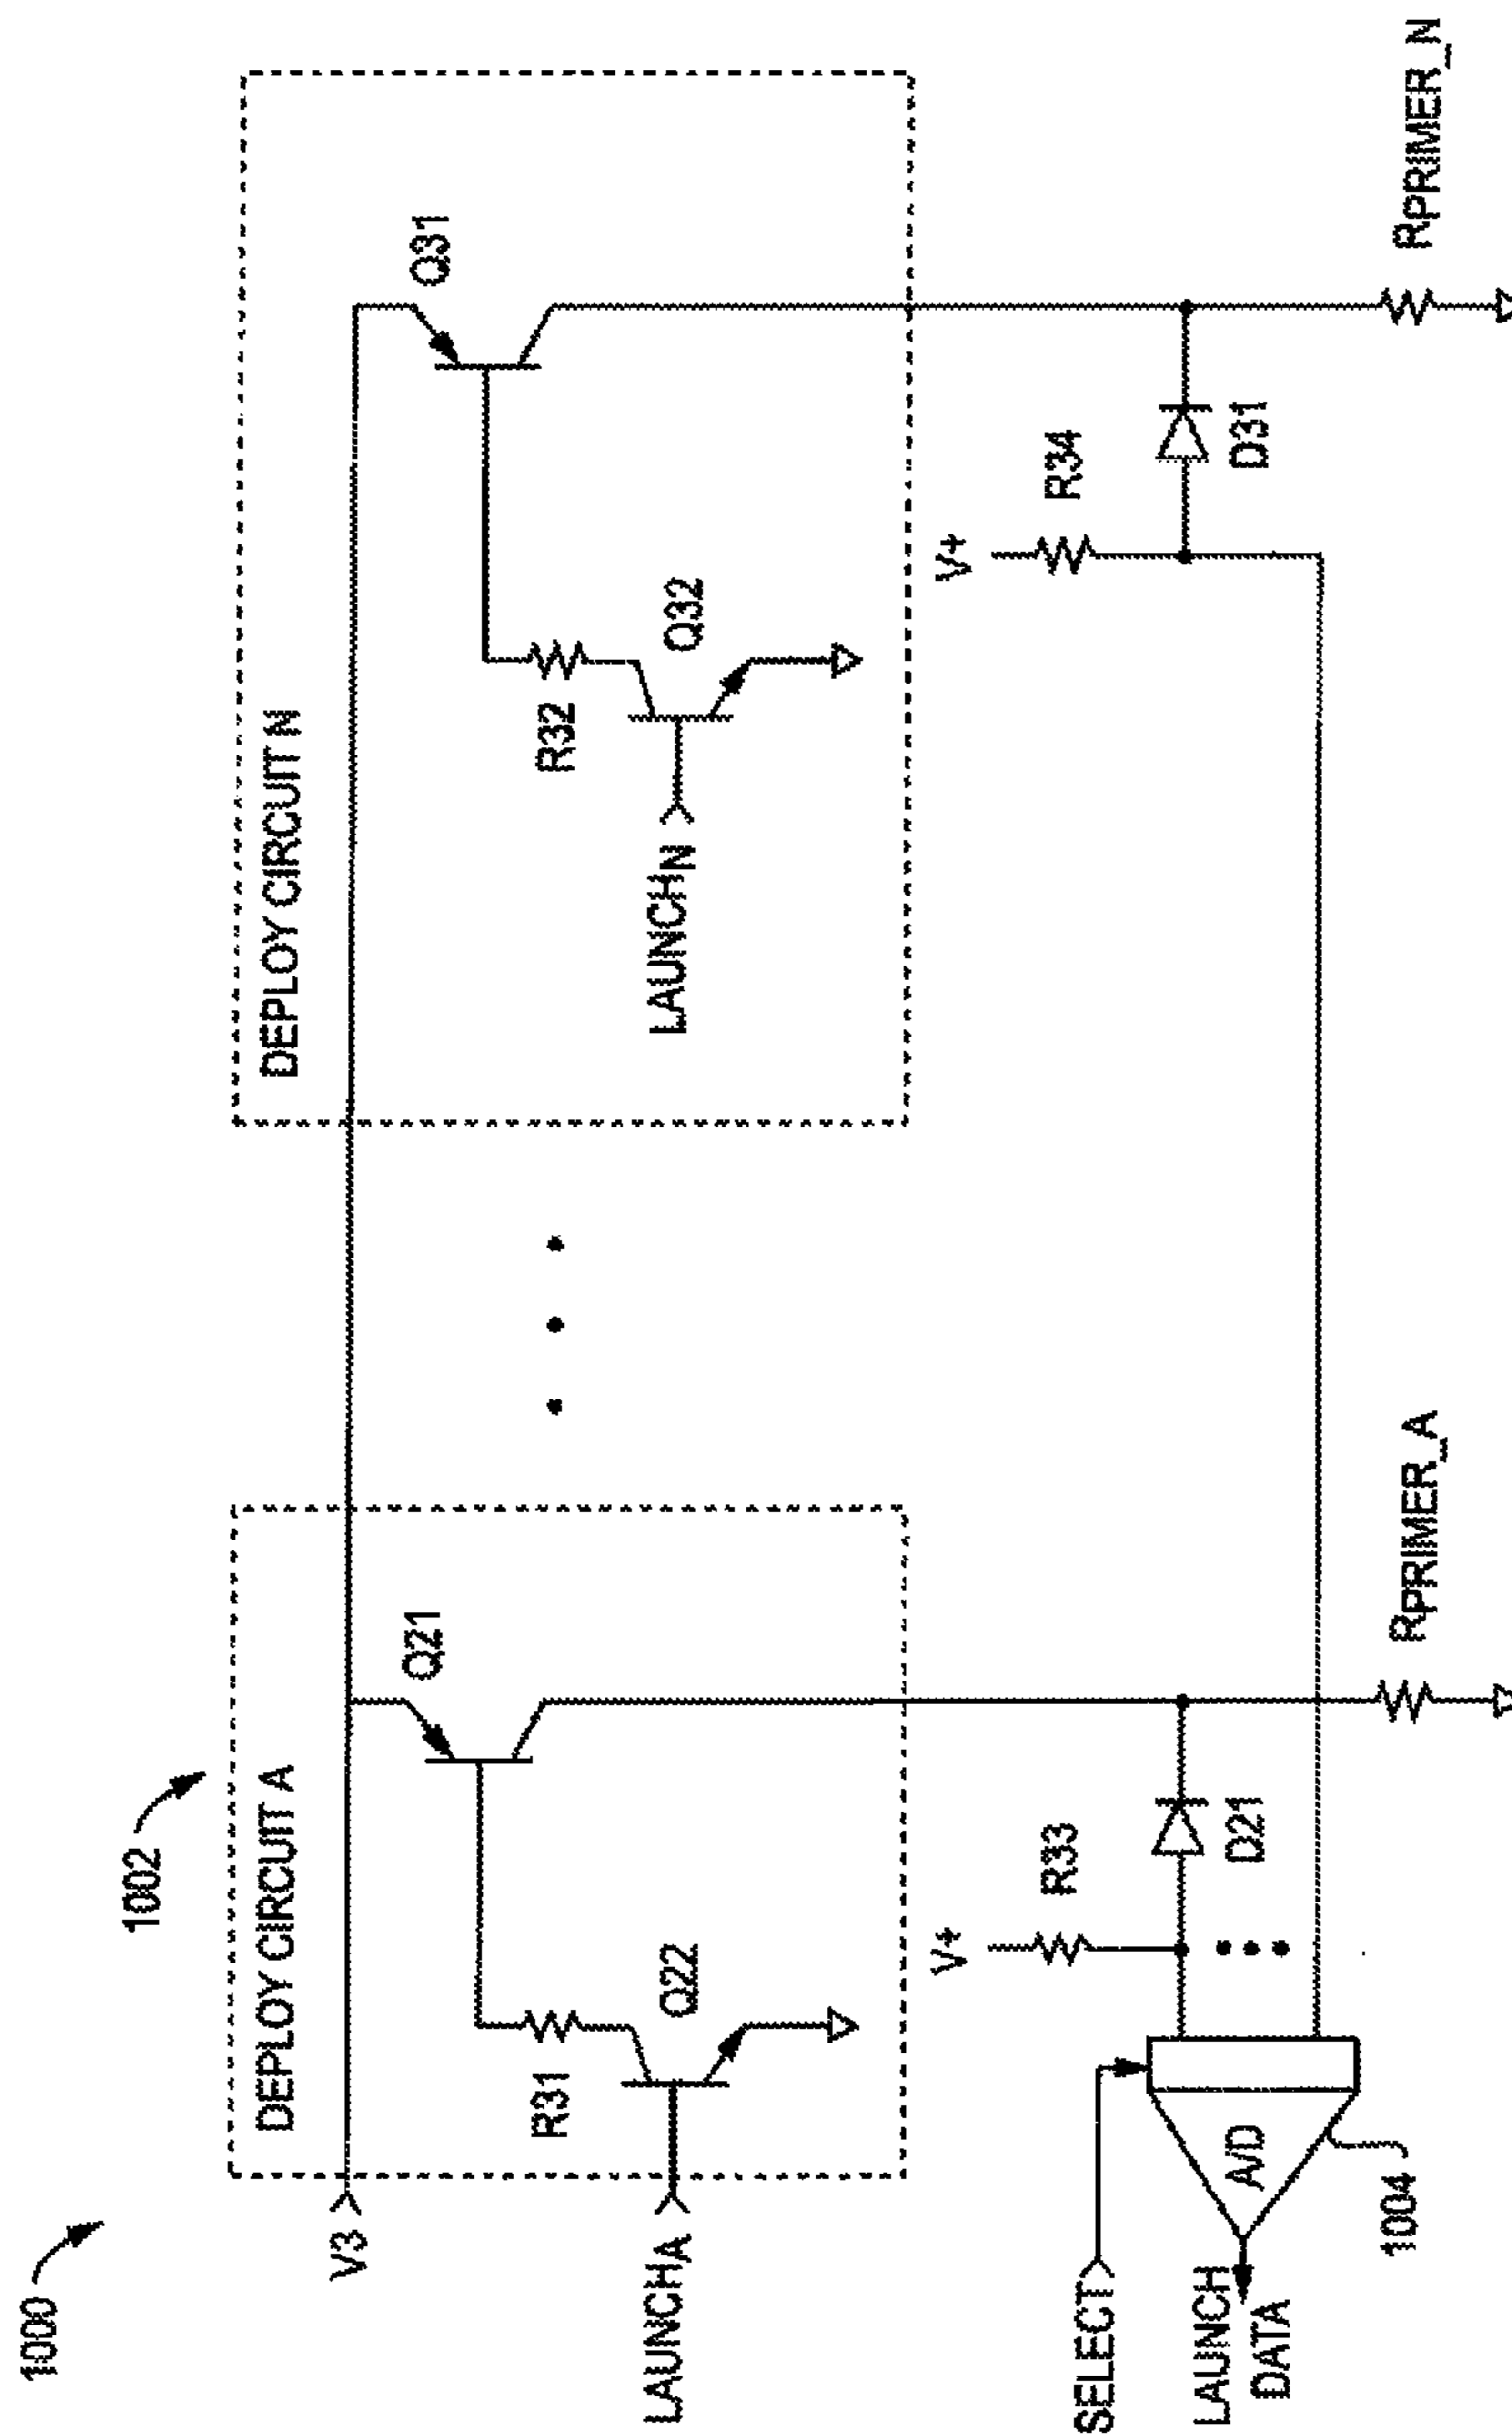 1000
1002
DEPLOY CIRCUIT A
DEPLOY CIRCUIT N
V3
Q21
Q31
R31
R32
Q22
Q32
LAUNCHA
LAUNCHN
V+
R33
V+
R34
SELECT
D21
D31
LAUNCH
DATA
A/D
1004
RPRIMER_A
RPRIMER_N